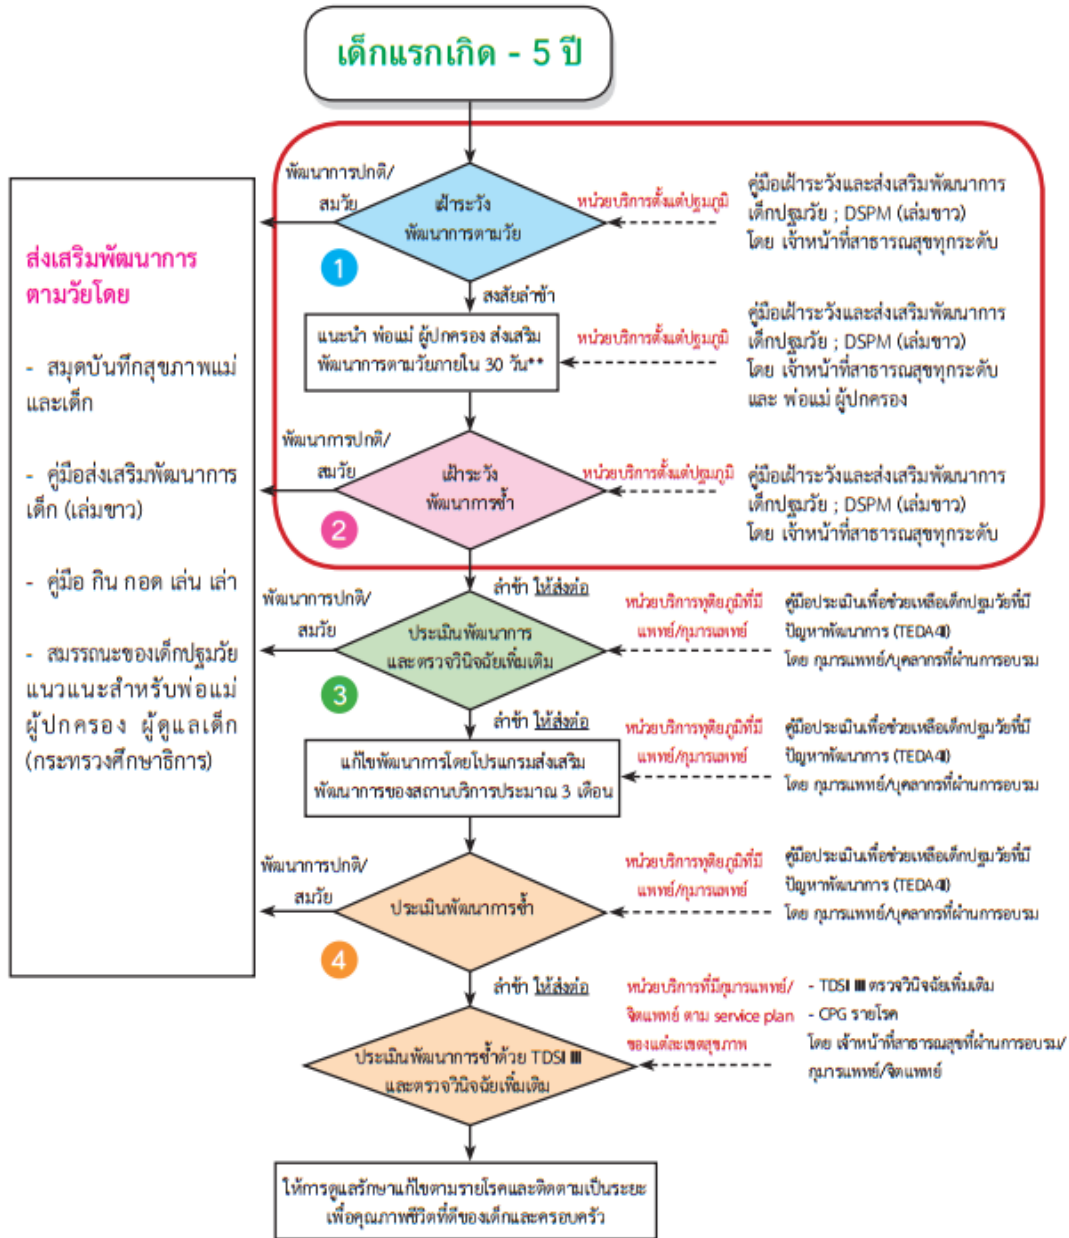 เด็กแรกเกิด - 5 ปี
พัฒนาการปกติ/
สมวัย
เฝ้าระวัง
พัฒนาการตามวัย
1
หน่วยบริการตั้งแต่ปฐมภูมิ
คู่มือเฝ้าระวังและส่งเสริมพัฒนาการ
เด็กปฐมวัย ; DSPM (เล่มขาว)
โดย เจ้าหน้าที่สาธารณสุขทุกระดับ
ส่งเสริมพัฒนาการ
ตามวัยโดย
- สมุดบันทึกสุขภาพแม่
และเด็ก
- คู่มือส่งเสริมพัฒนาการ
เด็ก (เล่มขาว)
- คู่มือ กิน กอด เล่น เล่า
- สมรรถนะของเด็กปฐมวัย
แนวแนะสำหรับพ่อแม่
ผู้ปกครอง ผู้ดูแลเด็ก
(กระทรวงศึกษาธิการ)
สงสัยล่าช้า
แนะนำ พ่อแม่ ผู้ปกครอง ส่งเสริม
พัฒนาการตามวัยภายใน 30 วัน**
หน่วยบริการตั้งแต่ปฐมภูมิ
คู่มือเฝ้าระวังและส่งเสริมพัฒนาการ
เด็กปฐมวัย ; DSPM (เล่มขาว)
โดย เจ้าหน้าที่สาธารณสุขทุกระดับ
และ พ่อแม่ ผู้ปกครอง
พัฒนาการปกติ/
สมวัย
เฝ้าระวัง
พัฒนาการซ้ำ
2
หน่วยบริการตั้งแต่ปฐมภูมิ
คู่มือเฝ้าระวังและส่งเสริมพัฒนาการ
เด็กปฐมวัย ; DSPM (เล่มขาว)
โดย เจ้าหน้าที่สาธารณสุขทุกระดับ
ล่าช้า ให้ส่งต่อ
พัฒนาการปกติ/
สมวัย
ประเมินพัฒนาการ
และตรวจวินิจฉัยเพิ่มเติม
3
หน่วยบริการทุติยภูมิที่มี
แพทย์/กุมารแพทย์
คู่มือประเมินเพื่อช่วยเหลือเด็กปฐมวัยที่มี
ปัญหาพัฒนาการ (TEDA4I)
โดย กุมารแพทย์/บุคลากรที่ผ่านการอบรม
ล่าช้า ให้ส่งต่อ
แก้ไขพัฒนาการโดยโปรแกรมส่งเสริม
พัฒนาการของสถานบริการประมาณ 3 เดือน
หน่วยบริการทุติยภูมิที่มี
แพทย์/กุมารแพทย์
คู่มือประเมินเพื่อช่วยเหลือเด็กปฐมวัยที่มี
ปัญหาพัฒนาการ (TEDA4I)
โดย กุมารแพทย์/บุคลากรที่ผ่านการอบรม
พัฒนาการปกติ/
สมวัย
ประเมินพัฒนาการซ้ำ
4
หน่วยบริการทุติยภูมิที่มี
แพทย์/กุมารแพทย์
คู่มือประเมินเพื่อช่วยเหลือเด็กปฐมวัยที่มี
ปัญหาพัฒนาการ (TEDA4I)
โดย กุมารแพทย์/บุคลากรที่ผ่านการอบรม
ล่าช้า ให้ส่งต่อ
ประเมินพัฒนาการซ้ำด้วย TDSI III
และตรวจวินิจฉัยเพิ่มเติม
หน่วยบริการที่มีกุมารแพทย์/
จิตแพทย์ ตาม service plan
ของแต่ละเขตสุขภาพ
- TDSI III ตรวจวินิจฉัยเพิ่มเติม
- CPG รายโรค
โดย เจ้าหน้าที่สาธารณสุขที่ผ่านการอบรม/
กุมารแพทย์/จิตแพทย์
ให้การดูแลรักษาแก้ไขตามรายโรคและติดตามเป็นระยะ
เพื่อคุณภาพชีวิตที่ดีของเด็กและครอบครัว